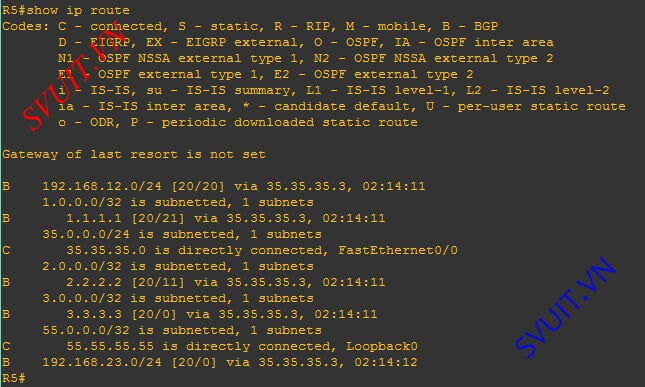 R5#show ip route
Codes: C - connected, S - static, R - RIP, M - mobile, B - BGP
       D - EIGRP, EX - EIGRP external, O - OSPF, IA - OSPF inter area
       N1 - OSPF NSSA external type 1, N2 - OSPF NSSA external type 2
       E1 - OSPF external type 1, E2 - OSPF external type 2
       i - IS-IS, su - IS-IS summary, L1 - IS-IS level-1, L2 - IS-IS level-2
       ia - IS-IS inter area, * - candidate default, U - per-user static route
       o - ODR, P - periodic downloaded static route
Gateway of last resort is not set
B    192.168.12.0/24 [20/20] via 35.35.35.3, 02:14:11
     1.0.0.0/32 is subnetted, 1 subnets
B       1.1.1.1 [20/21] via 35.35.35.3, 02:14:11
     35.0.0.0/24 is subnetted, 1 subnets
C       35.35.35.0 is directly connected, FastEthernet0/0
     2.0.0.0/32 is subnetted, 1 subnets
B       2.2.2.2 [20/11] via 35.35.35.3, 02:14:11
     3.0.0.0/32 is subnetted, 1 subnets
B       3.3.3.3 [20/0] via 35.35.35.3, 02:14:11
     55.0.0.0/32 is subnetted, 1 subnets
C       55.55.55.55 is directly connected, Loopback0
B    192.168.23.0/24 [20/0] via 35.35.35.3, 02:14:12
R5#
SVUIT.VN
SVUIT.VN